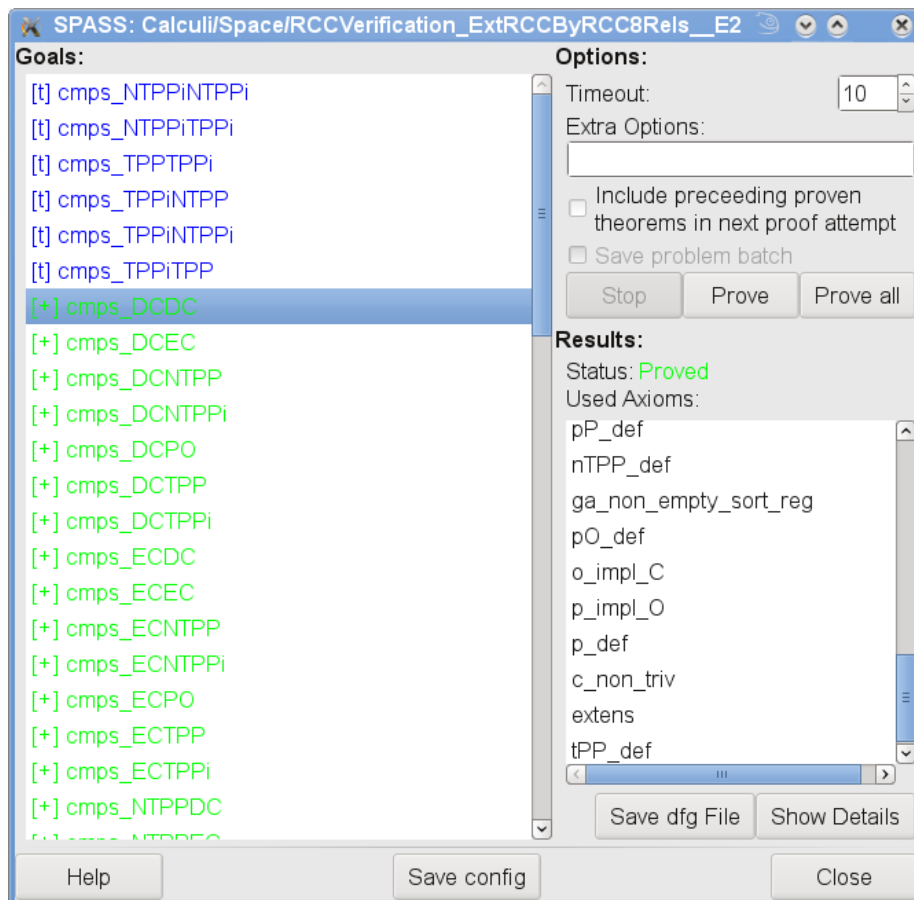 SPASS: Calculi/Space/RCCVerification_ExtRCCByRCC8Rels__E2
Goals:
[t] cmps_NTPPiNTPPi
[t] cmps_NTPPiTPPi
[t] cmps_TPPTPPi
[t] cmps_TPPiNTPP
[t] cmps_TPPiNTPPi
[t] cmps_TPPiTPP
[+] cmps_DCDC
[+] cmps_DCEC
[+] cmps_DCNTPP
[+] cmps_DCNTPPi
[+] cmps_DCPO
[+] cmps_DCTPP
[+] cmps_DCTPPi
[+] cmps_ECDC
[+] cmps_ECEC
[+] cmps_ECNTPP
[+] cmps_ECNTPPi
[+] cmps_ECPO
[+] cmps_ECTPP
[+] cmps_ECTPPi
[+] cmps_NTPPDC
[+] cmps_NTPPEC
Options:
Timeout: 10
Extra Options:
Include preceeding proven
theorems in next proof attempt
Save problem batch
Stop Prove Prove all
Results:
Status: Proved
Used Axioms:
pP_def
nTPP_def
ga_non_empty_sort_reg
pO_def
o_impl_C
p_impl_O
p_def
c_non_triv
extens
tPP_def
Save dfg File Show Details
Help Save config Close